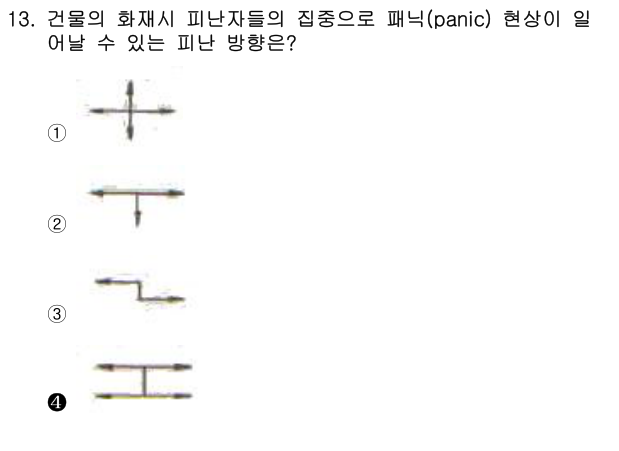 13. 건물의 화재시 피난자들의 집중으로 패닉(panic) 현상이 일
어날 수 있는 피난 방향은?
①
②
③
❹